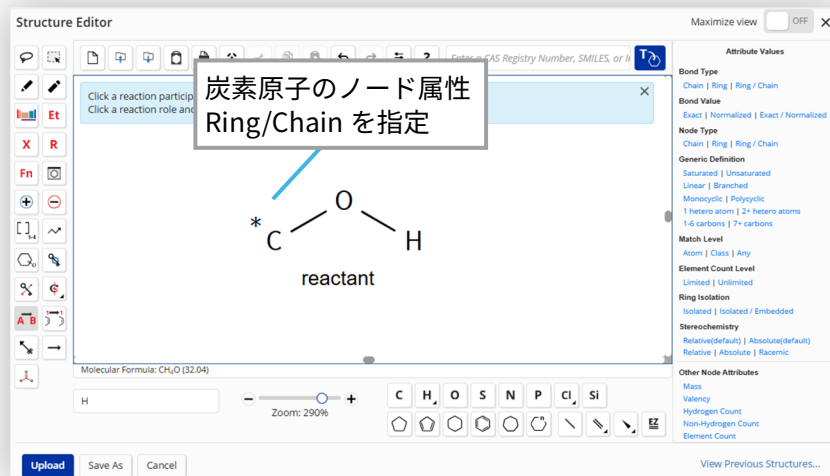 Structure Editor
Maximize view OFF
Enter a CAS Registry Number, SMILES, or
Click a reaction particip
Click a reaction role and
炭素原子のノード属性
Ring/Chain を指定
Et
X R
Fn
A B
* C O H
reactant
Molecular Formula: CH₄O (32.04)
H
Zoom: 290%
C H O S N P Cl Si
EZ
Upload Save As Cancel
Attribute Values
Bond Type
Chain | Ring | Ring / Chain
Bond Value
Exact | Normalized | Exact / Normalized
Node Type
Chain | Ring | Ring / Chain
Generic Definition
Saturated | Unsaturated
Linear | Branched
Monocyclic | Polycyclic
1 hetero atom | 2+ hetero atoms
1-6 carbons | 7+ carbons
Match Level
Atom | Class | Any
Element Count Level
Limited | Unlimited
Ring Isolation
Isolated | Isolated / Embedded
Stereochemistry
Relative(default) | Absolute(default)
Relative | Absolute | Racemic
Other Node Attributes
Mass
Valency
Hydrogen Count
Non-Hydrogen Count
Element Count
View Previous Structures...